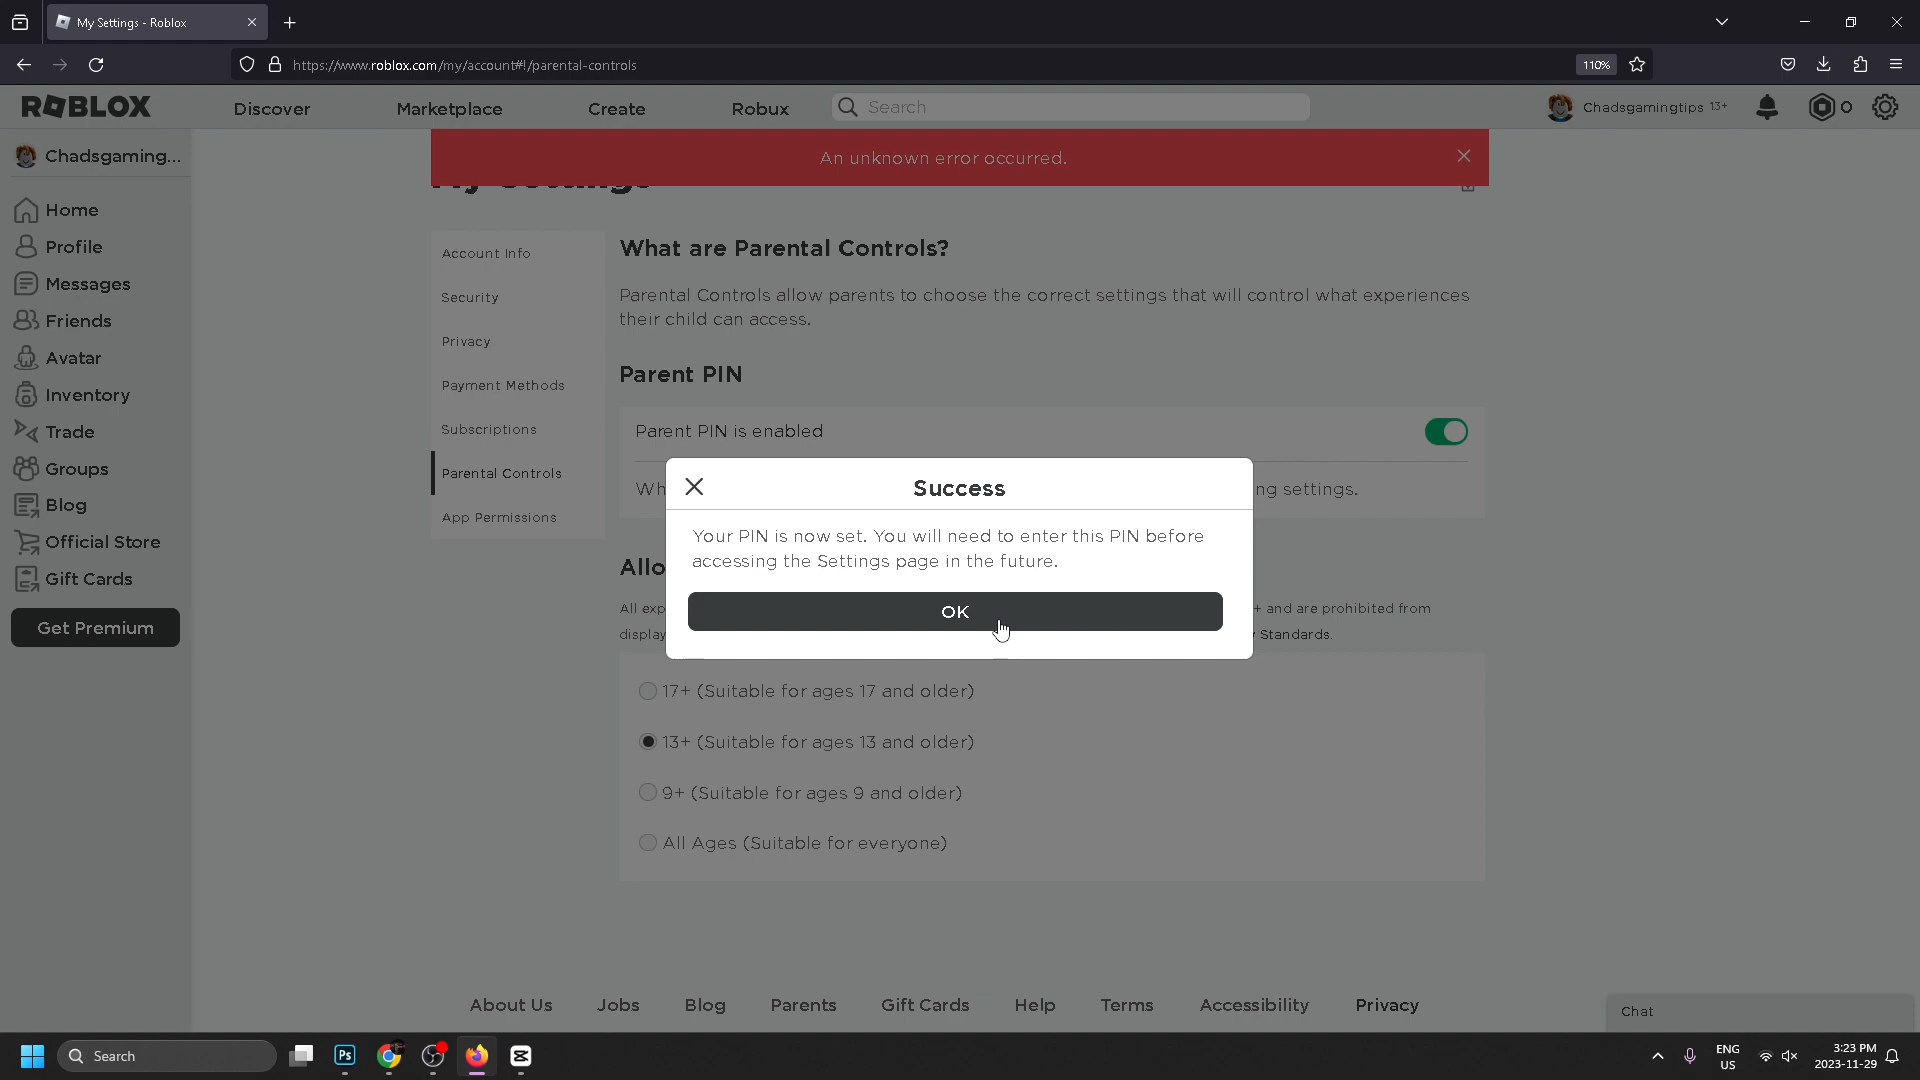 My Settings - Roblox
https://www.roblox.com/my/account#!/parental-controls
110%
ROBLOX
Discover
Marketplace
Create
Robux
Search
Chadsgamingtips 13+
0
Chadsgaming...
Home
Profile
Messages
Friends
Avatar
Inventory
Trade
Groups
Blog
Official Store
Gift Cards
Get Premium
An unknown error occurred.
My Settings
Account Info
Security
Privacy
Payment Methods
Subscriptions
Parental Controls
App Permissions
What are Parental Controls?
Parental Controls allow parents to choose the correct settings that will control what experiences
their child can access.
Parent PIN
Parent PIN is enabled
Wh
ng settings.
Success
Your PIN is now set. You will need to enter this PIN before
accessing the Settings page in the future.
OK
Allo
All exp
+ and are prohibited from
display
Standards.
17+ (Suitable for ages 17 and older)
13+ (Suitable for ages 13 and older)
9+ (Suitable for ages 9 and older)
All Ages (Suitable for everyone)
About Us
Jobs
Blog
Parents
Gift Cards
Help
Terms
Accessibility
Privacy
Chat
Search
Ps
ENG
US
3:23 PM
2023-11-29